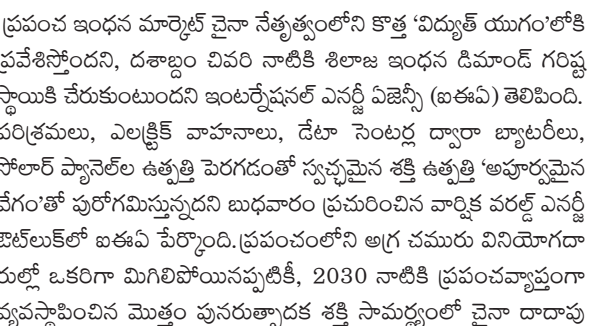 ప్రపంచ ఇంధన మార్కెట్ చైనా నేతృత్వంలోని కొత్త ‘విద్యుత్ యుగం’లోకి
ప్రవేశిస్తోందని, దశాబ్దం చివరి నాటికి శిలాజ ఇంధన డిమాండ్ గరిష్ట
స్థాయికి చేరుకుంటుందని ఇంటర్నేషనల్ ఎనర్జీ ఏజెన్సీ (ఐఈఏ) తెలిపింది.
పరిశ్రమలు, ఎలక్ట్రిక్ వాహనాలు, డేటా సెంటర్ల ద్వారా బ్యాటరీలు,
సోలార్ ప్యానెల్‌ల ఉత్పత్తి పెరగడంతో స్వచ్ఛమైన శక్తి ఉత్పత్తి ‘అపూర్వమైన
వేగం’తో పురోగమిస్తున్నదని బుధవారం ప్రచురించిన వార్షిక వరల్డ్ ఎనర్జీ
ఔట్‌లుక్‌లో ఐఈఏ పేర్కొంది.ప్రపంచంలోని అగ్ర చమురు వినియోగదా
రుల్లో ఒకరిగా మిగిలిపోయినప్పటికీ, 2030 నాటికి ప్రపంచవ్యాప్తంగా
వ్యవస్థాపించిన మొత్తం పునరుత్పాదక శక్తి సామర్థ్యంలో చైనా దాదాపు